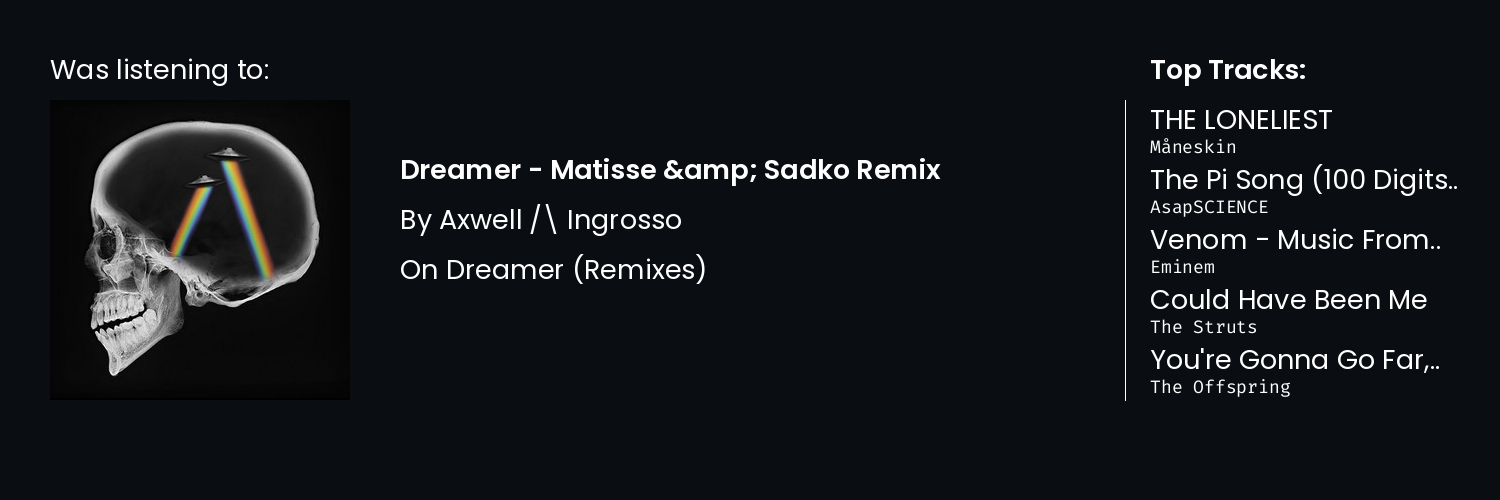 Was listening to:
Dreamer - Matisse &amp; Sadko Remix
By Axwell /\ Ingrosso
On Dreamer (Remixes)
Top Tracks:
THE LONELIEST
Måneskin
The Pi Song (100 Digits..
AsapSCIENCE
Venom - Music From..
Eminem
Could Have Been Me
The Struts
You're Gonna Go Far,..
The Offspring